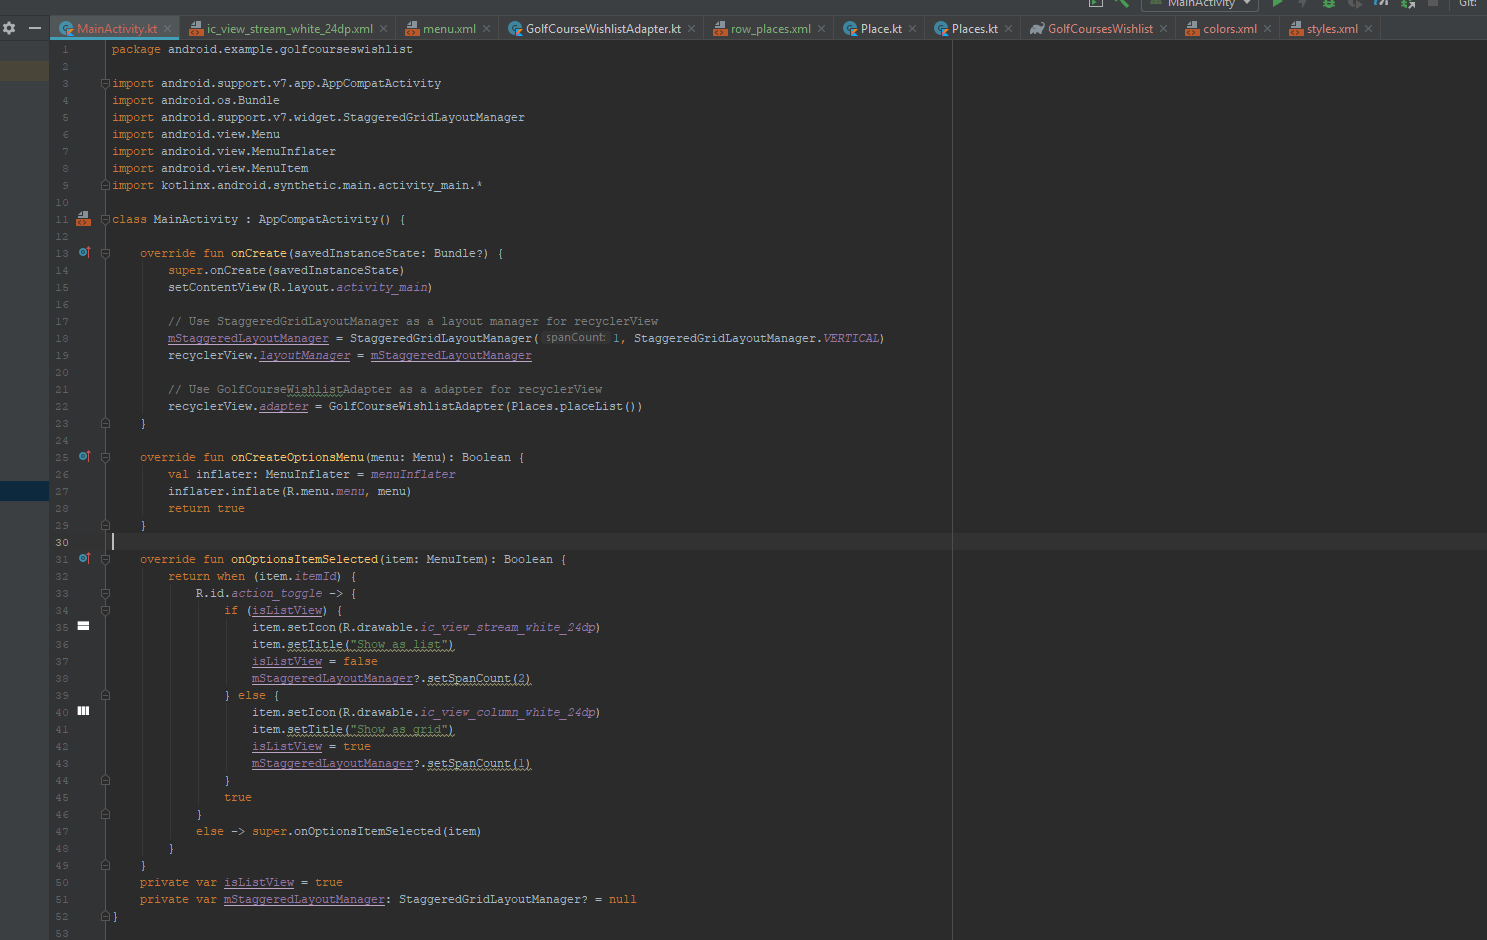 MainActivity
Git:
MainActivity.kt ic_view_stream_white_24dp.xml menu.xml GolfCourseWishlistAdapter.kt row_places.xml Place.kt Places.kt GolfCoursesWishlist colors.xml styles.xml
1 package android.example.golfcourseswishlist
2
3 import android.support.v7.app.AppCompatActivity
4 import android.os.Bundle
5 import android.support.v7.widget.StaggeredGridLayoutManager
6 import android.view.Menu
7 import android.view.MenuInflater
8 import android.view.MenuItem
9 import kotlinx.android.synthetic.main.activity_main.*
10
11 class MainActivity : AppCompatActivity() {
12
13 override fun onCreate(savedInstanceState: Bundle?) {
14 super.onCreate(savedInstanceState)
15 setContentView(R.layout.activity_main)
16
17 // Use StaggeredGridLayoutManager as a layout manager for recyclerView
18 mStaggeredLayoutManager = StaggeredGridLayoutManager( spanCount: 1, StaggeredGridLayoutManager.VERTICAL)
19 recyclerView.layoutManager = mStaggeredLayoutManager
20
21 // Use GolfCourseWishlistAdapter as a adapter for recyclerView
22 recyclerView.adapter = GolfCourseWishlistAdapter(Places.placeList())
23 }
24
25 override fun onCreateOptionsMenu(menu: Menu): Boolean {
26 val inflater: MenuInflater = menuInflater
27 inflater.inflate(R.menu.menu, menu)
28 return true
29 }
30
31 override fun onOptionsItemSelected(item: MenuItem): Boolean {
32 return when (item.itemId) {
33 R.id.action_toggle -> {
34 if (isListView) {
35 item.setIcon(R.drawable.ic_view_stream_white_24dp)
36 item.setTitle("Show as list")
37 isListView = false
38 mStaggeredLayoutManager?.setSpanCount(2)
39 } else {
40 item.setIcon(R.drawable.ic_view_column_white_24dp)
41 item.setTitle("Show as grid")
42 isListView = true
43 mStaggeredLayoutManager?.setSpanCount(1)
44 }
45 true
46 }
47 else -> super.onOptionsItemSelected(item)
48 }
49 }
50 private var isListView = true
51 private var mStaggeredLayoutManager: StaggeredGridLayoutManager? = null
52 }
53